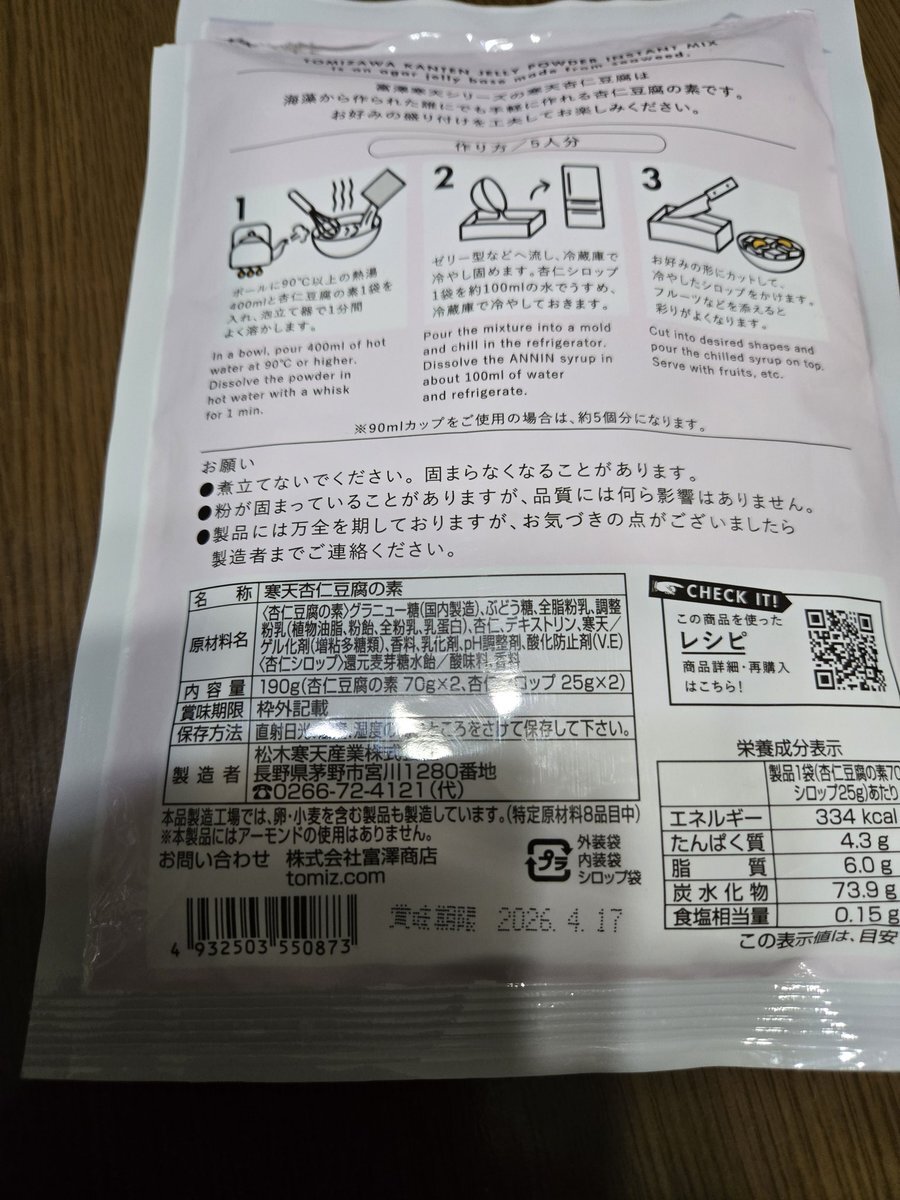 TOMIZAWA KANTEN JELLY POWDER INSTANT MIX
is an agar jelly base made from seaweed.
富澤寒天シリーズの寒天杏仁豆腐は
海藻から作られた誰にでも手軽に作れる杏仁豆腐の素です。
お好みの盛り付けを工夫してお楽しみください。
作り方/5人分
1
ボールに90℃以上の熱湯
400mlと杏仁豆腐の素1袋を
入れ、泡立て器で1分間
よく溶かします。
In a bowl, pour 400ml of hot
water at 90℃ or higher.
Dissolve the powder in
hot water with a whisk
for 1 min.
2
ゼリー型などへ流し、冷蔵庫で
冷やし固めます。杏仁シロップ
1袋を約100mlの水でうすめ、
冷蔵庫で冷やしておきます。
Pour the mixture into a mold
and chill in the refrigerator.
Dissolve the ANNIN syrup in
about 100ml of water
and refrigerate.
3
お好みの形にカットして、
冷やしたシロップをかけます。
フルーツなどを添えると
彩りがよくなります。
Cut into desired shapes and
pour the chilled syrup on top.
Serve with fruits, etc.
※90mlカップをご使用の場合は、約5個分になります。
お願い
●煮立てないでください。固まらなくなることがあります。
●粉が固まっていることがありますが、品質には何ら影響はありません。
●製品には万全を期しておりますが、お気づきの点がございましたら
製造者までご連絡ください。
名称 寒天杏仁豆腐の素
原材料名
〈杏仁豆腐の素〉グラニュー糖(国内製造)、ぶどう糖、全脂粉乳、調整
粉乳(植物油脂、粉飴、全粉乳、乳蛋白)、杏仁、デキストリン、寒天/
ゲル化剤(増粘多糖類)、香料、乳化剤、pH調整剤、酸化防止剤(V.E)
〈杏仁シロップ〉還元麦芽糖水飴/酸味料、香料
内容量 190g(杏仁豆腐の素 70g×2、杏仁シロップ 25g×2)
賞味期限 枠外記載
保存方法 直射日光、湿度の ところをさけて保存して下さい。
製造者
松木寒天産業株式
長野県茅野市宮川1280番地
☎0266-72-4121(代)
本品製造工場では、卵・小麦を含む製品も製造しています。(特定原材料8品目中)
※本製品にはアーモンドの使用はありません。
お問い合わせ 株式会社富澤商店
tomiz.com
プラ
外装袋
内装袋
シロップ袋
4 932503 550873
賞味期限 2026.4.17
CHECK IT!
この商品を使った
レシピ
商品詳細・再購入
はこちら!
栄養成分表示
製品1袋(杏仁豆腐の素70
シロップ25g)あたり
エネルギー 334 kcal
たんぱく質 4.3 g
脂質 6.0 g
炭水化物 73.9 g
食塩相当量 0.15 g
この表示値は、目安